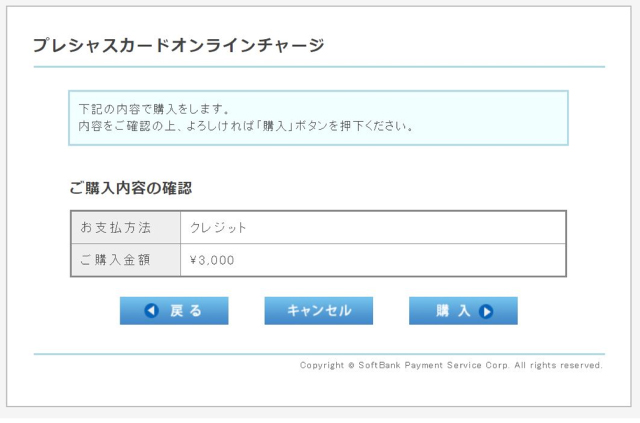 プレシャスカードオンラインチャージ
下記の内容で購入をします。
内容をご確認の上、よろしければ「購入」ボタンを押下ください。
ご購入内容の確認
お支払方法 クレジット
ご購入金額 ¥3,000
戻る キャンセル 購入
Copyright © SoftBank Payment Service Corp. All rights reserved.